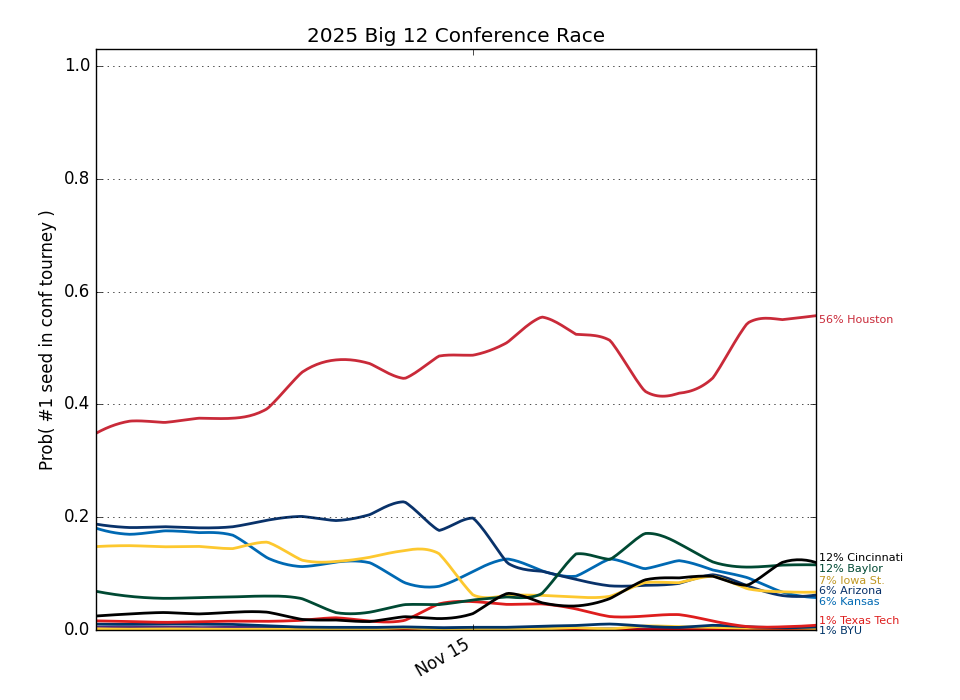 2025 Big 12 Conference Race
Prob( #1 seed in conf tourney )
1.0
0.8
0.6
0.4
0.2
0.0
Nov 15
56% Houston
12% Cincinnati
12% Baylor
7% Iowa St.
6% Arizona
6% Kansas
1% Texas Tech
1% BYU